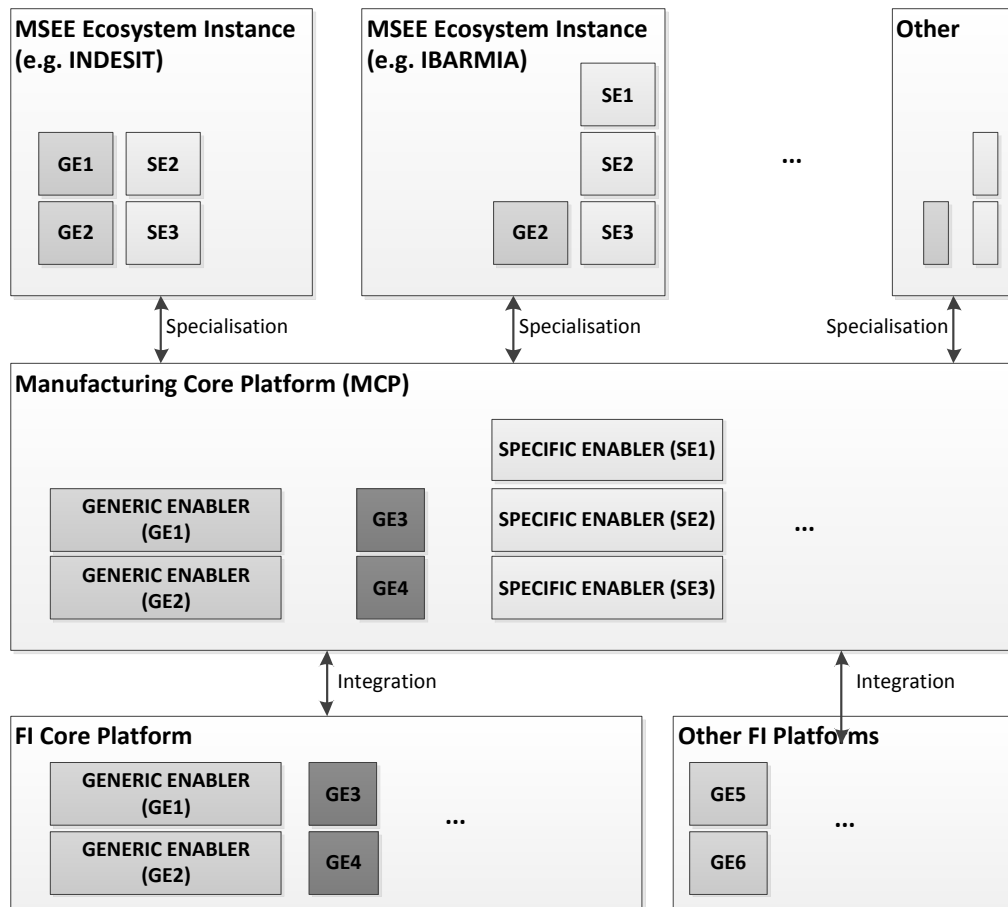 MSEE Ecosystem Instance
(e.g. INDESIT)
GE1
SE2
GE2
SE3
MSEE Ecosystem Instance
(e.g. IBARMIA)
SE1
SE2
GE2
SE3
...
Other
Specialisation
Specialisation
Specialisation
Manufacturing Core Platform (MCP)
SPECIFIC ENABLER (SE1)
GENERIC ENABLER
(GE1)
GE3
SPECIFIC ENABLER (SE2)
...
GENERIC ENABLER
(GE2)
GE4
SPECIFIC ENABLER (SE3)
Integration
Integration
FI Core Platform
GENERIC ENABLER
(GE1)
GE3
...
GENERIC ENABLER
(GE2)
GE4
Other FI Platforms
GE5
...
GE6